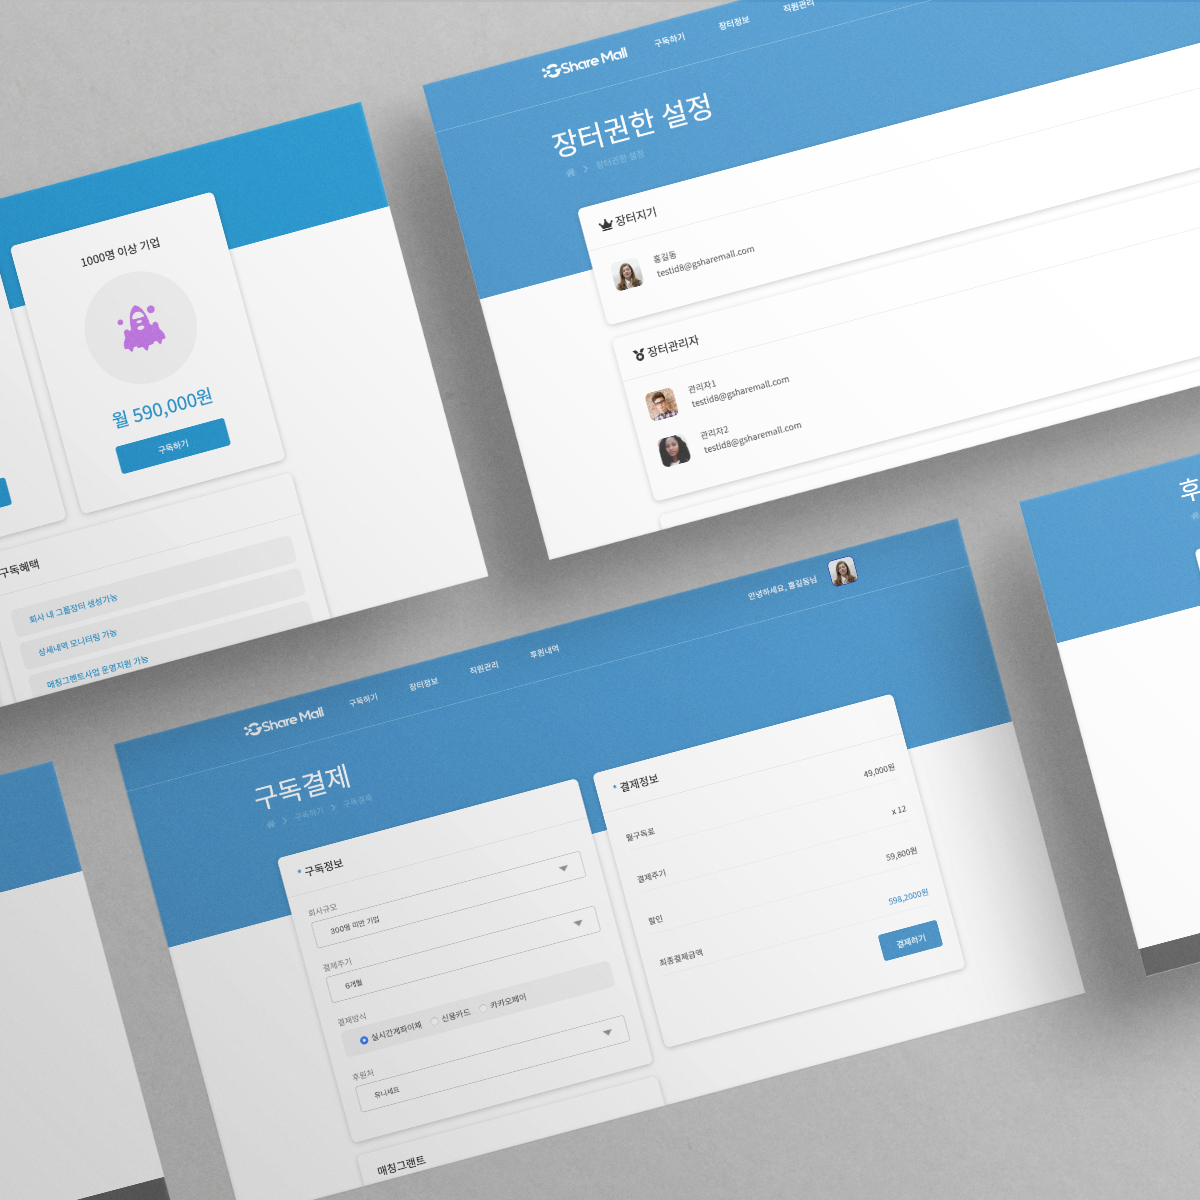 1000명 이상 기업
월 590,000원
구독하기
구독혜택
회사 내 그룹장터 생성가능
상세내역 모니터링 가능
매칭그랜트사업 운영지원 가능
Share Mall
구독하기
장터정보
직원관리
장터권한 설정
장터권한 설정
장터지기
홍길동
testid8@gsharemall.com
장터관리자
관리자1
testid8@gsharemall.com
관리자2
testid8@gsharemall.com
Share Mall
구독하기
장터정보
직원관리
후원내역
안녕하세요, 홍길동님
구독결제
구독하기
구독결제
구독정보
회사규모
300명 미만 기업
결제주기
6개월
결제방식
실시간계좌이체
신용카드
카카오페이
후원처
유니세프
매칭그랜트
결제정보
월구독료
49,000원
결제주기
x 12
할인
59,800원
최종결제금액
598,2000원
결제하기
후